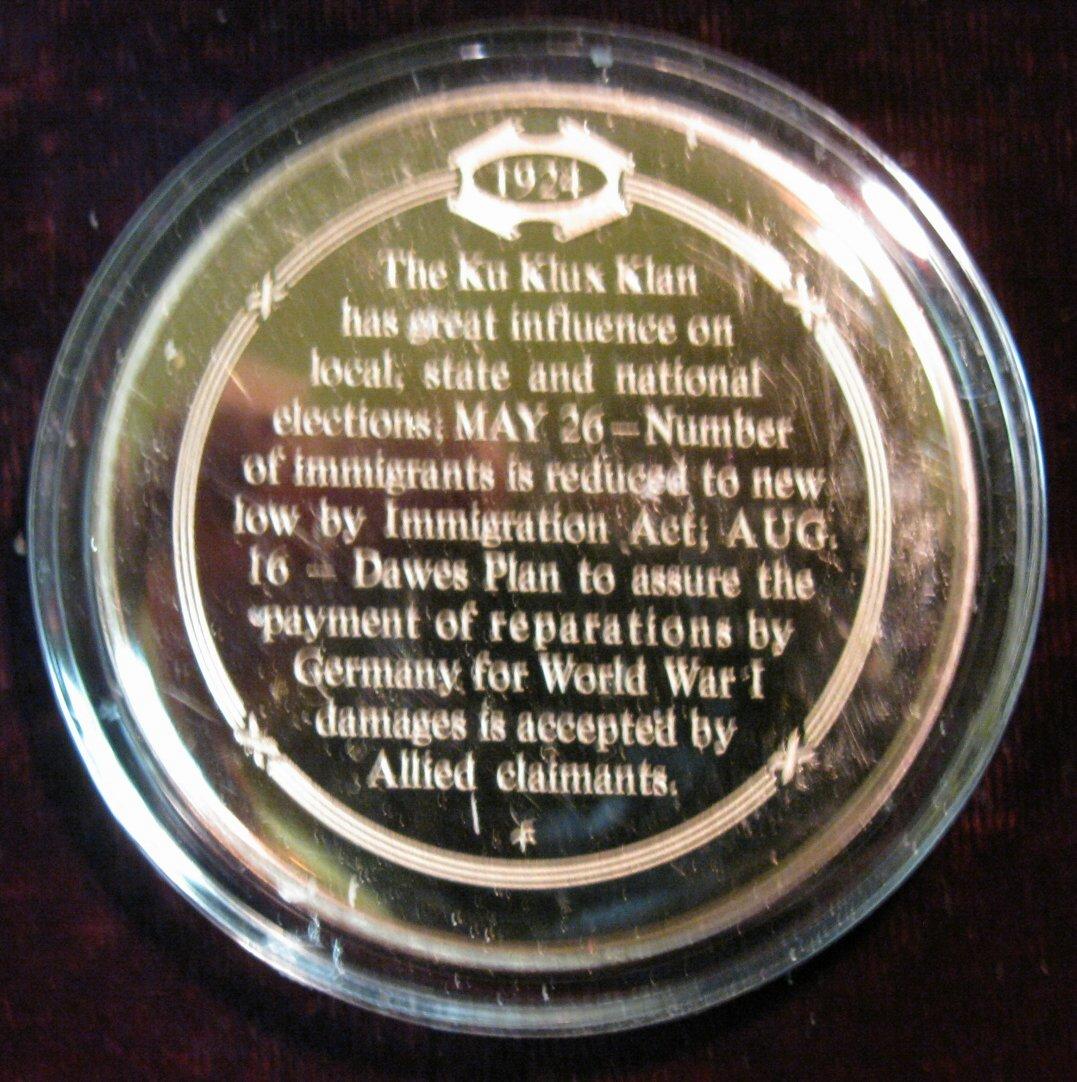 1924
The Ku Klux Klan
has great influence on
local, state and national
elections; MAY 26 – Number
of immigrants is reduced to new
low by Immigration Act; AUG.
16 – Dawes Plan to assure the
payment of reparations by
Germany for World War I
damages is accepted by
Allied claimants.